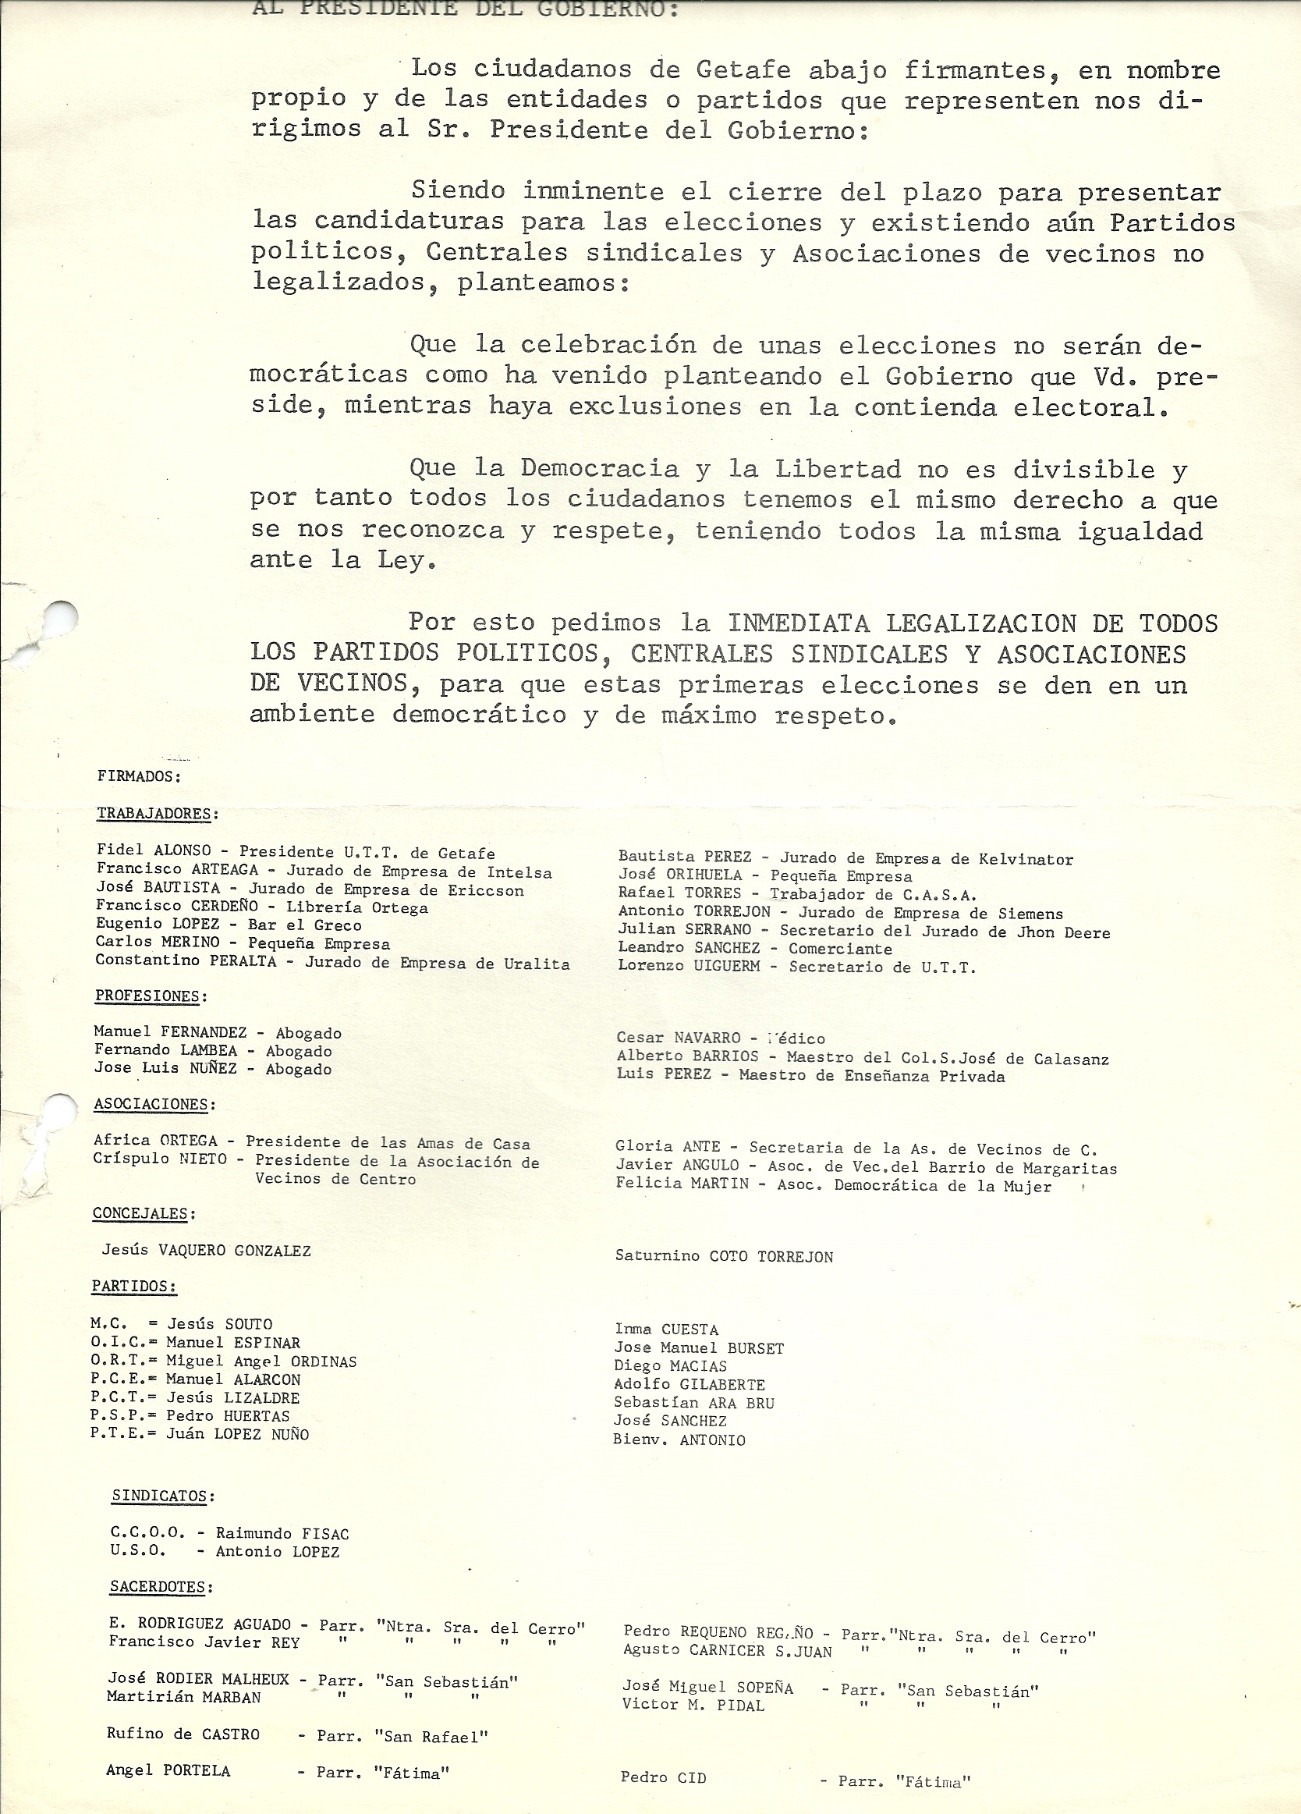 AL PRESIDENTE DEL GOBIERNO:
Los ciudadanos de Getafe abajo firmantes, en nombre
propio y de las entidades o partidos que representen nos di-
rigimos al Sr. Presidente del Gobierno:
Siendo inminente el cierre del plazo para presentar
las candidaturas para las elecciones y existiendo aún Partidos
politicos, Centrales sindicales y Asociaciones de vecinos no
legalizados, planteamos:
Que la celebración de unas elecciones no serán de-
mocráticas como ha venido planteando el Gobierno que Vd. pre-
side, mientras haya exclusiones en la contienda electoral.
Que la Democracia y la Libertad no es divisible y
por tanto todos los ciudadanos tenemos el mismo derecho a que
se nos reconozca y respete, teniendo todos la misma igualdad
ante la Ley.
Por esto pedimos la INMEDIATA LEGALIZACION DE TODOS
LOS PARTIDOS POLITICOS, CENTRALES SINDICALES Y ASOCIACIONES
DE VECINOS, para que estas primeras elecciones se den en un
ambiente democrático y de máximo respeto.
FIRMADOS:
TRABAJADORES:
Fidel ALONSO - Presidente U.T.T. de Getafe
Francisco ARTEAGA - Jurado de Empresa de Intelsa
José BAUTISTA - Jurado de Empresa de Ericcson
Francisco CERDEÑO - Librería Ortega
Eugenio LOPEZ - Bar el Greco
Carlos MERINO - Pequeña Empresa
Constantino PERALTA - Jurado de Empresa de Uralita
Bautista PEREZ - Jurado de Empresa de Kelvinator
José ORIHUELA - Pequeña Empresa
Rafael TORRES - Trabajador de C.A.S.A.
Antonio TORREJON - Jurado de Empresa de Siemens
Julian SERRANO - Secretario del Jurado de Jhon Deere
Leandro SANCHEZ - Comerciante
Lorenzo UIGUERM - Secretario de U.T.T.
PROFESIONES:
Manuel FERNANDEZ - Abogado
Fernando LAMBEA - Abogado
Jose Luis NUÑEZ - Abogado
Cesar NAVARRO - Médico
Alberto BARRIOS - Maestro del Col.S.José de Calasanz
Luis PEREZ - Maestro de Enseñanza Privada
ASOCIACIONES:
Africa ORTEGA - Presidente de las Amas de Casa
Críspulo NIETO - Presidente de la Asociación de
Vecinos de Centro
Gloria ANTE - Secretaria de la As. de Vecinos de C.
Javier ANGULO - Asoc. de Vec.del Barrio de Margaritas
Felicia MARTIN - Asoc. Democrática de la Mujer
CONCEJALES:
Jesús VAQUERO GONZALEZ
Saturnino COTO TORREJON
PARTIDOS:
M.C. = Jesús SOUTO
O.I.C.= Manuel ESPINAR
O.R.T.= Miguel Angel ORDINAS
P.C.E.= Manuel ALARCON
P.C.T.= Jesús LIZALDRE
P.S.P.= Pedro HUERTAS
P.T.E.= Juán LOPEZ NUÑO
Inma CUESTA
Jose Manuel BURSET
Diego MACIAS
Adolfo GILABERTE
Sebastían ARA BRU
José SANCHEZ
Bienv. ANTONIO
SINDICATOS:
C.C.O.O. - Raimundo FISAC
U.S.O. - Antonio LOPEZ
SACERDOTES:
E. RODRIGUEZ AGUADO - Parr. "Ntra. Sra. del Cerro"
Francisco Javier REY " " " " "
Pedro REQUENO REGAÑO - Parr."Ntra. Sra. del Cerro"
Agusto CARNICER S.JUAN " " " " "
José RODIER MALHEUX - Parr. "San Sebastián"
Martirián MARBAN " " "
José Miguel SOPEÑA - Parr. "San Sebastián"
Victor M. PIDAL " " "
Rufino de CASTRO - Parr. "San Rafael"
Angel PORTELA - Parr. "Fátima"
Pedro CID - Parr. "Fátima"